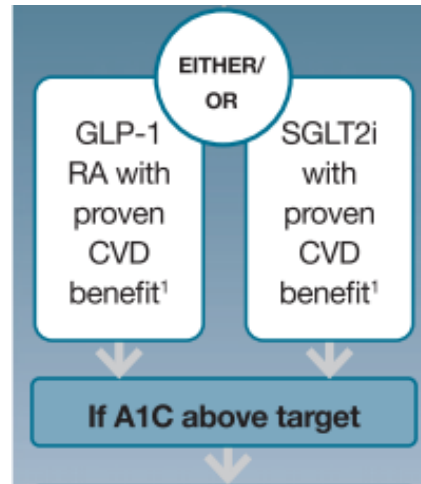 EITHER/
OR
GLP-1
RA with
proven
CVD
benefit¹
SGLT2i
with
proven
CVD
benefit¹
If A1C above target